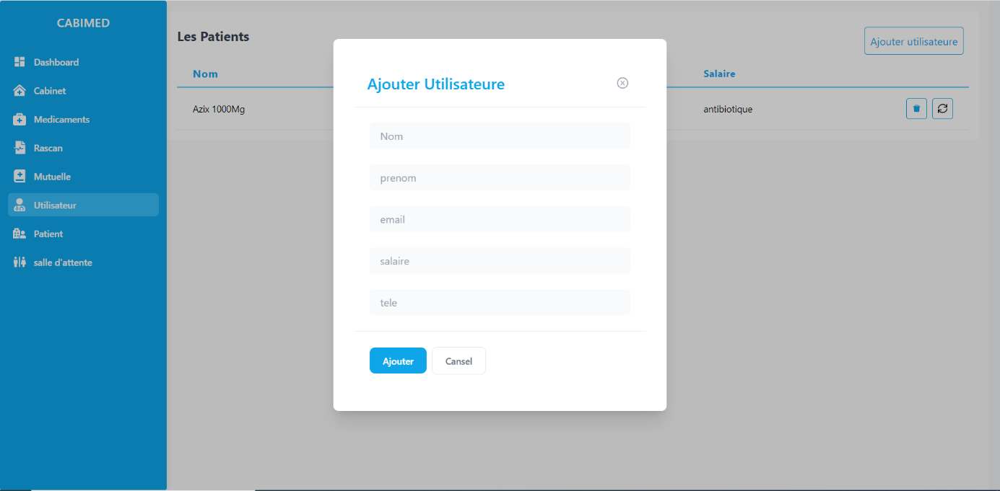 CABIMED
Dashboard
Cabinet
Medicaments
Rascan
Mutuelle
Utilisateur
Patient
salle d'attente
Les Patients
Ajouter utilisateure
Nom
Salaire
Azix 1000Mg
antibiotique
Ajouter Utilisateure
Nom
prenom
email
salaire
tele
Ajouter
Cansel